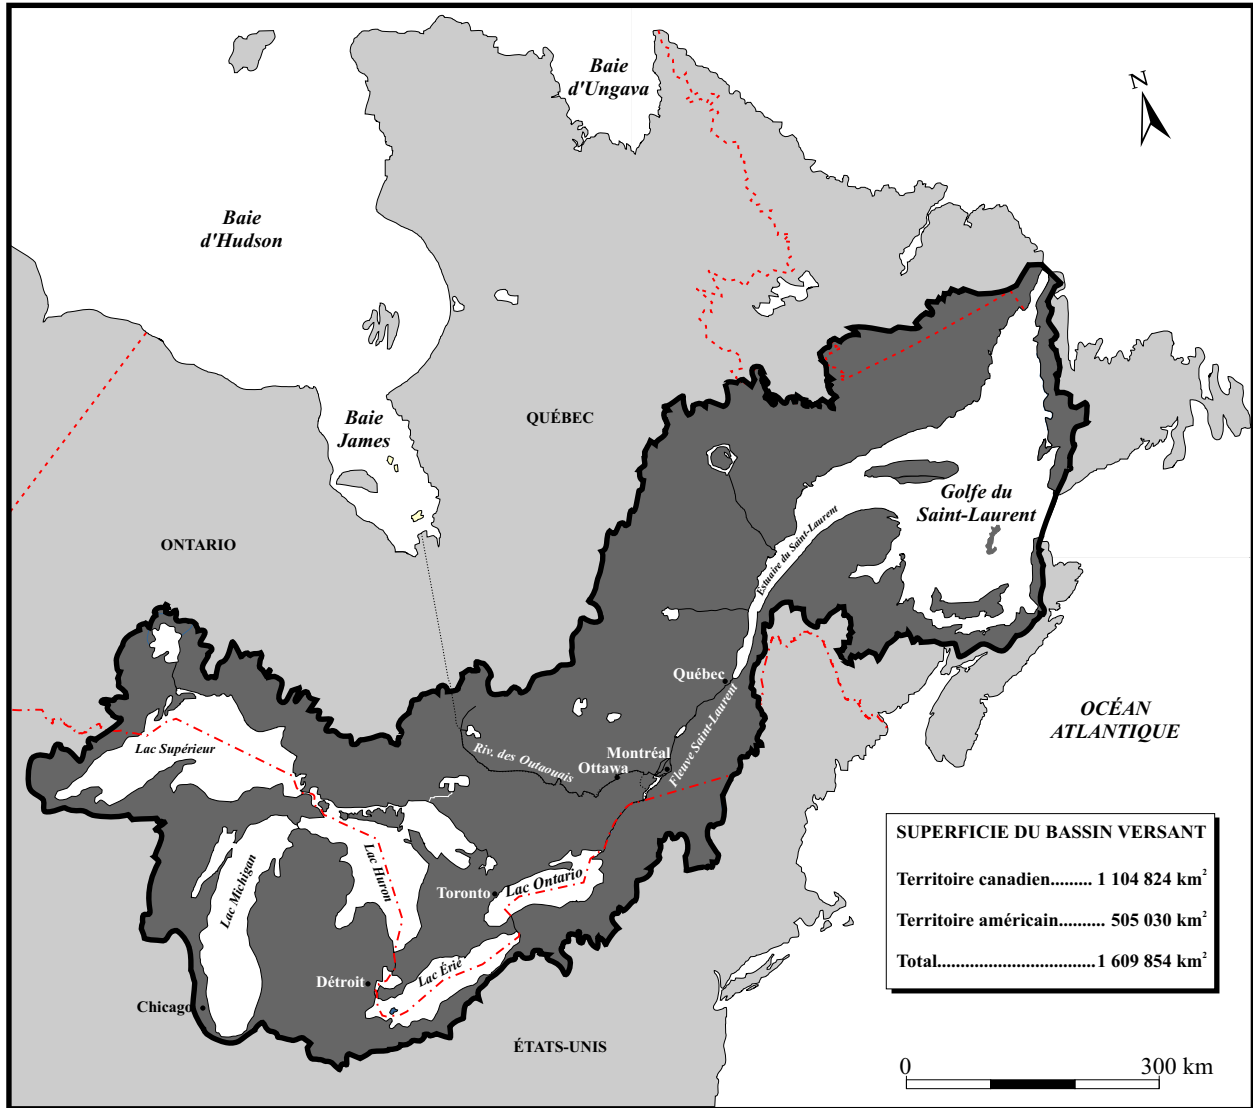 Baie
d'Ungava
N
Baie
d'Hudson
Baie
James
QUÉBEC
ONTARIO
Golfe du
Saint-Laurent
Estuaire du Saint-Laurent
Québec
Fleuve Saint-Laurent
OCÉAN
ATLANTIQUE
Lac Supérieur
Riv. des Outaouais
Montréal
Ottawa
Lac Michigan
Lac Huron
Toronto
Lac Ontario
Détroit
Lac Érié
Chicago
ÉTATS-UNIS
SUPERFICIE DU BASSIN VERSANT
Territoire canadien......... 1 104 824 km²
Territoire américain.......... 505 030 km²
Total.............................. 1 609 854 km²
0 300 km